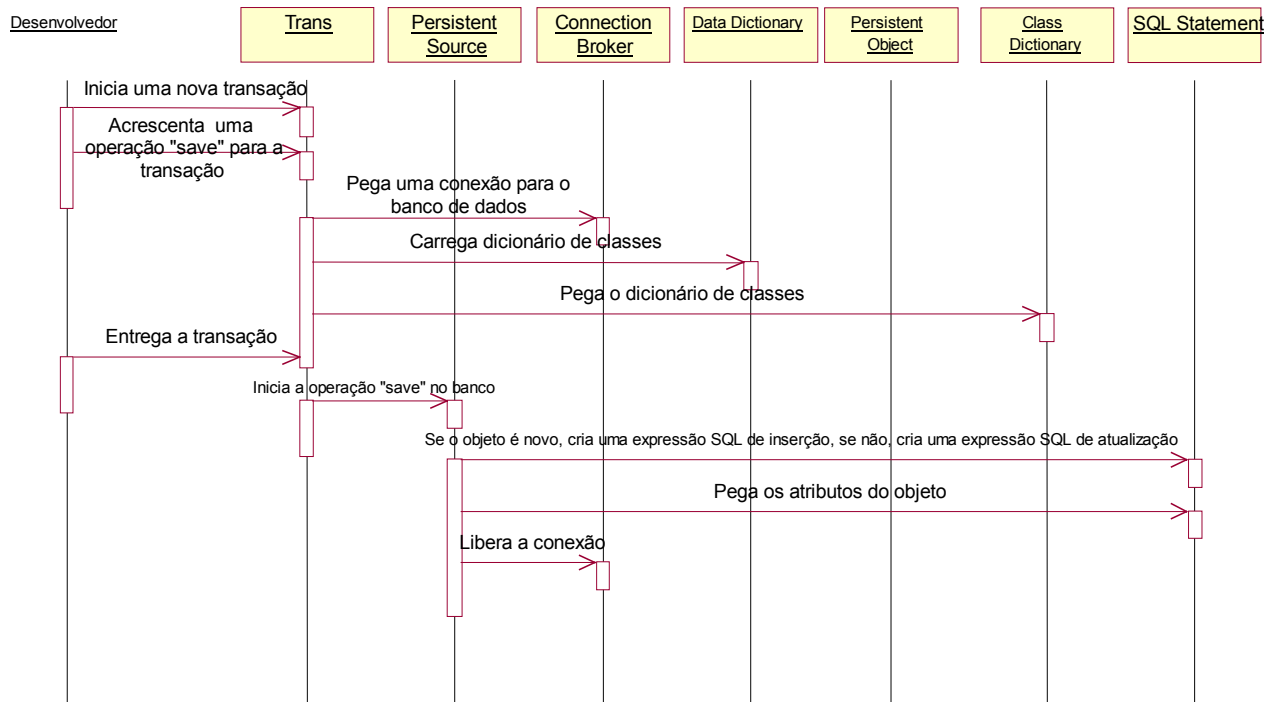 Desenvolvedor
Trans
Persistent
Source
Connection
Broker
Data Dictionary
Persistent
Object
Class
Dictionary
SQL Statement
Inicia uma nova transação
Acrescenta uma
operação "save" para a
transação
Pega uma conexão para o
banco de dados
Carrega dicionário de classes
Pega o dicionário de classes
Entrega a transação
Inicia a operação "save" no banco
Se o objeto é novo, cria uma expressão SQL de inserção, se não, cria uma expressão SQL de atualização
Pega os atributos do objeto
Libera a conexão